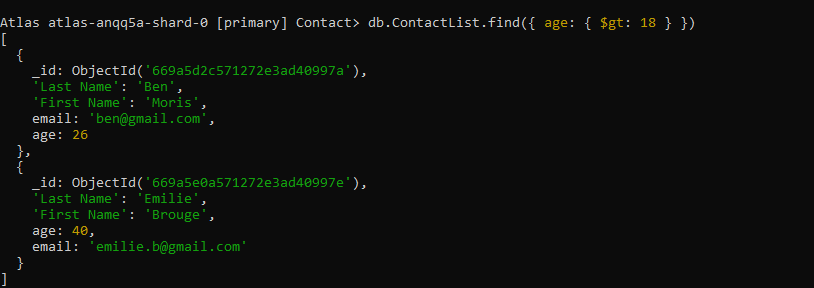 Atlas atlas-anqq5a-shard-0 [primary] Contact> db.ContactList.find({ age: { $gt: 18 } })
[
  {
    _id: ObjectId('669a5d2c571272e3ad40997a'),
    'Last Name': 'Ben',
    'First Name': 'Moris',
    email: 'ben@gmail.com',
    age: 26
  },
  {
    _id: ObjectId('669a5e0a571272e3ad40997e'),
    'Last Name': 'Emilie',
    'First Name': 'Brouge',
    age: 40,
    email: 'emilie.b@gmail.com'
  }
]